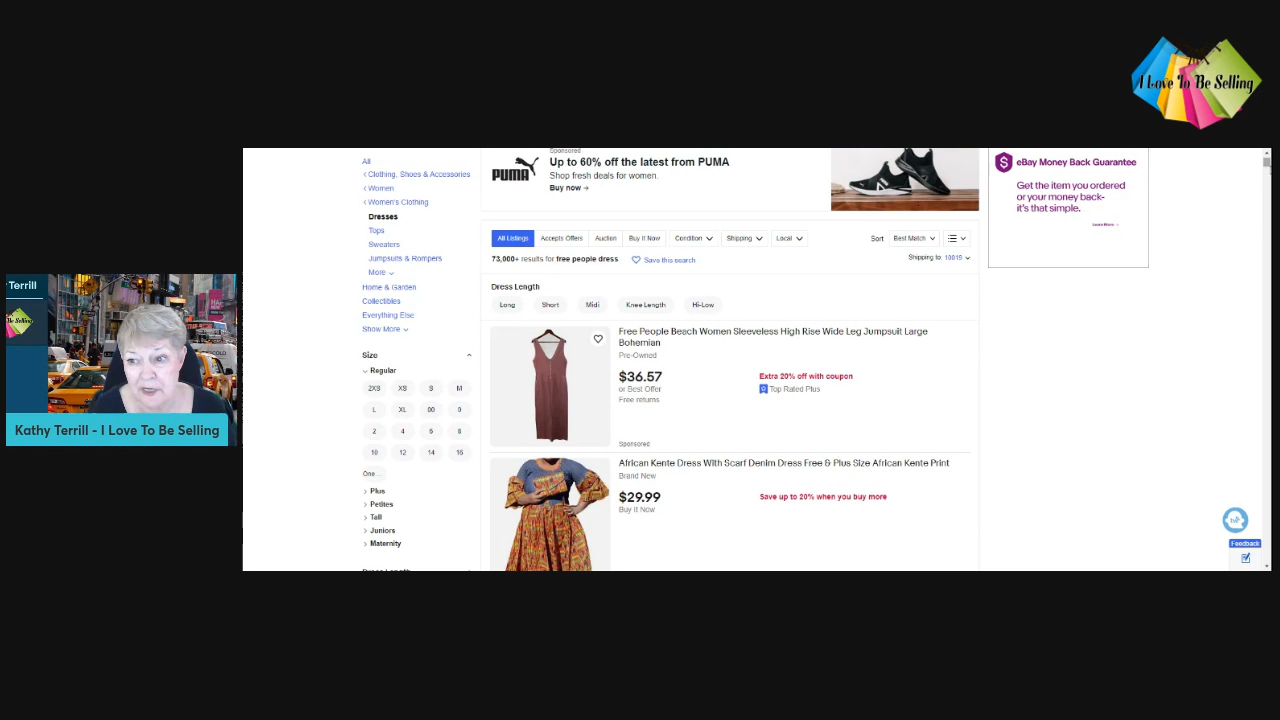 I Love To Be Selling
Terrill
Kathy Terrill - I Love To Be Selling
All
Clothing, Shoes & Accessories
Women
Women's Clothing
Dresses
Tops
Sweaters
Jumpsuits & Rompers
More
Home & Garden
Collectibles
Everything Else
Show More
Size
Regular
2XS XS S M
L XL 00 0
2 4 6 8
10 12 14 16
One...
Plus
Petites
Tall
Juniors
Maternity
Dress Length
Sponsored
PUMA
Up to 60% off the latest from PUMA
Shop fresh deals for women.
Buy now →
All Listings Accepts Offers Auction Buy It Now Condition Shipping Local Sort Best Match
73,000+ results for free people dress Save this search Shipping to: 10019
Dress Length
Long Short Midi Knee Length Hi-Low
Free People Beach Women Sleeveless High Rise Wide Leg Jumpsuit Large
Bohemian
Pre-Owned
$36.57 Extra 20% off with coupon
or Best Offer Top Rated Plus
Free returns
Sponsored
African Kente Dress With Scarf Denim Dress Free & Plus Size African Kente Print
Brand New
$29.99 Save up to 20% when you buy more
Buy It Now
eBay Money Back Guarantee
Get the item you ordered
or your money back-
it's that simple.
Learn More →
Feedback